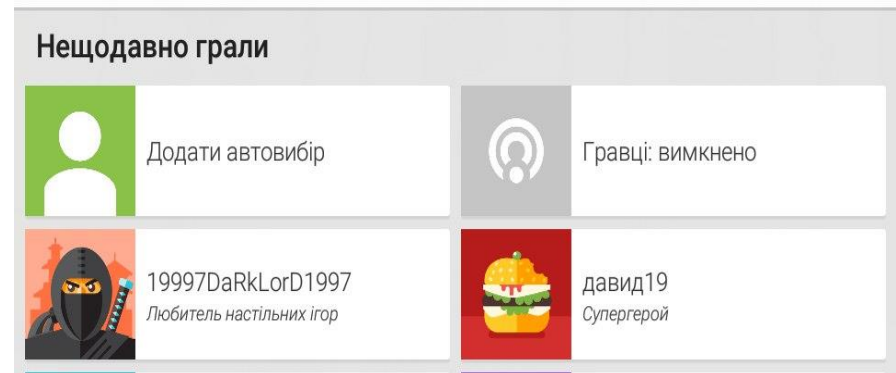 Нещодавно грали
Додати автовибір
Гравці: вимкнено
19997DaRkLorD1997
Любитель настільних ігор
давид19
Супергерой